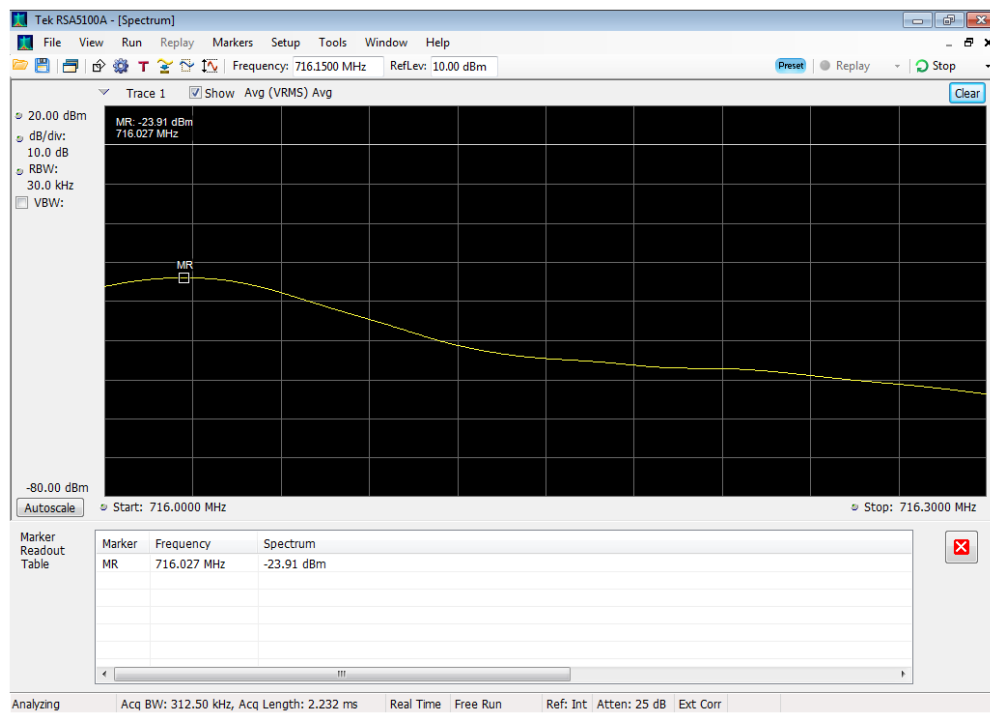 Tek RSA5100A - [Spectrum]
File View Run Replay Markers Setup Tools Window Help
T Frequency: 716.1500 MHz RefLev: 10.00 dBm Preset Replay Stop
Trace 1 Show Avg (VRMS) Avg Clear
20.00 dBm
dB/div:
10.0 dB
RBW:
30.0 kHz
VBW:
MR: -23.91 dBm
716.027 MHz
MR
-80.00 dBm
Autoscale Start: 716.0000 MHz Stop: 716.3000 MHz
Marker
Readout
Table
Marker Frequency Spectrum
MR 716.027 MHz -23.91 dBm
Analyzing Acq BW: 312.50 kHz, Acq Length: 2.232 ms Real Time Free Run Ref: Int Atten: 25 dB Ext Corr